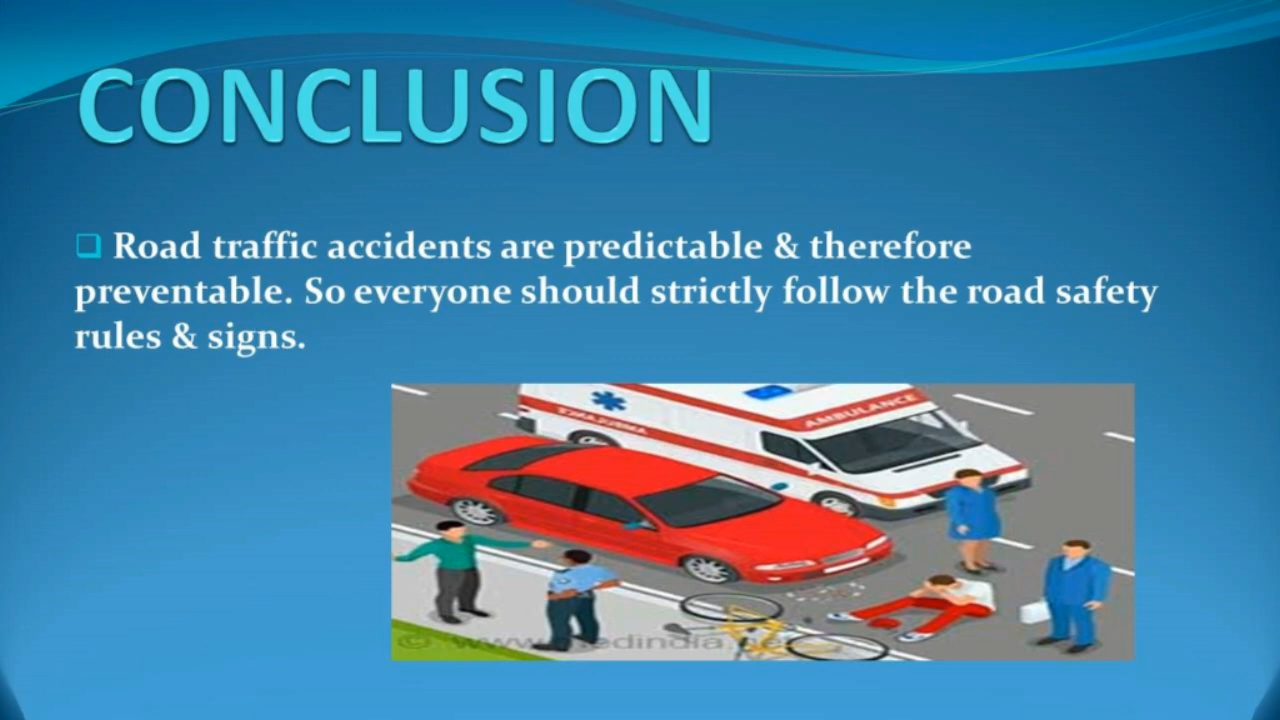 CONCLUSION
❑ Road traffic accidents are predictable & therefore
preventable. So everyone should strictly follow the road safety
rules & signs.
AMBULANCE
AMBULANCE